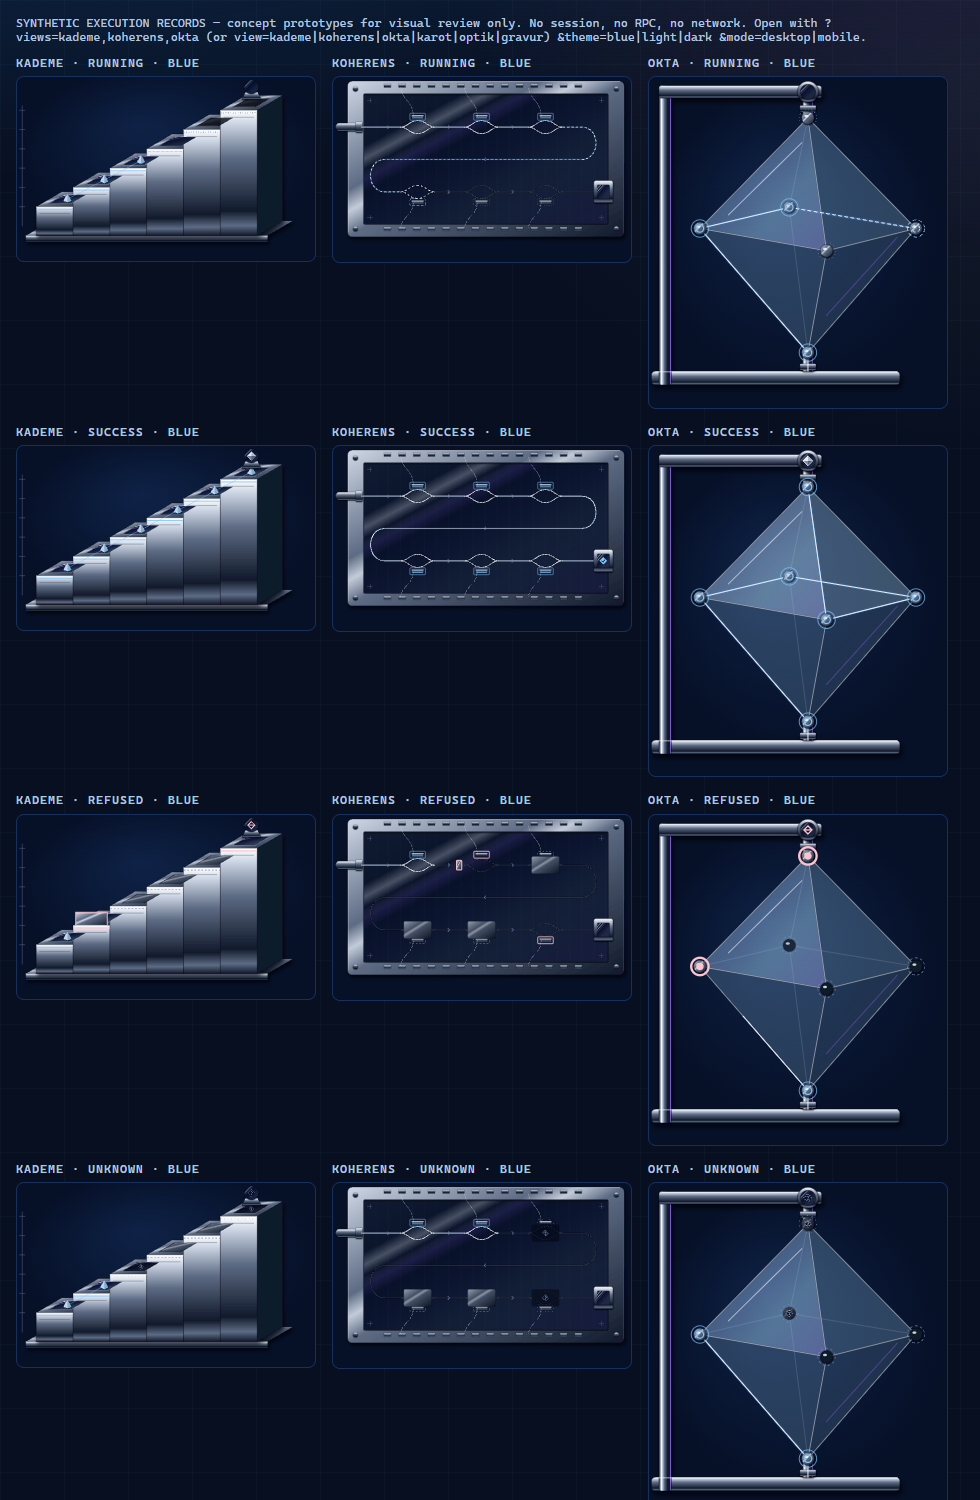 SYNTHETIC EXECUTION RECORDS — concept prototypes for visual review only. No session, no RPC, no network. Open with ?
views=kademe,koherens,okta (or view=kademe|koherens|okta|karot|optik|gravur) &theme=blue|light|dark &mode=desktop|mobile.
KADEME · RUNNING · BLUE
KOHERENS · RUNNING · BLUE
OKTA · RUNNING · BLUE
KADEME · SUCCESS · BLUE
KOHERENS · SUCCESS · BLUE
OKTA · SUCCESS · BLUE
KADEME · REFUSED · BLUE
KOHERENS · REFUSED · BLUE
OKTA · REFUSED · BLUE
KADEME · UNKNOWN · BLUE
KOHERENS · UNKNOWN · BLUE
OKTA · UNKNOWN · BLUE